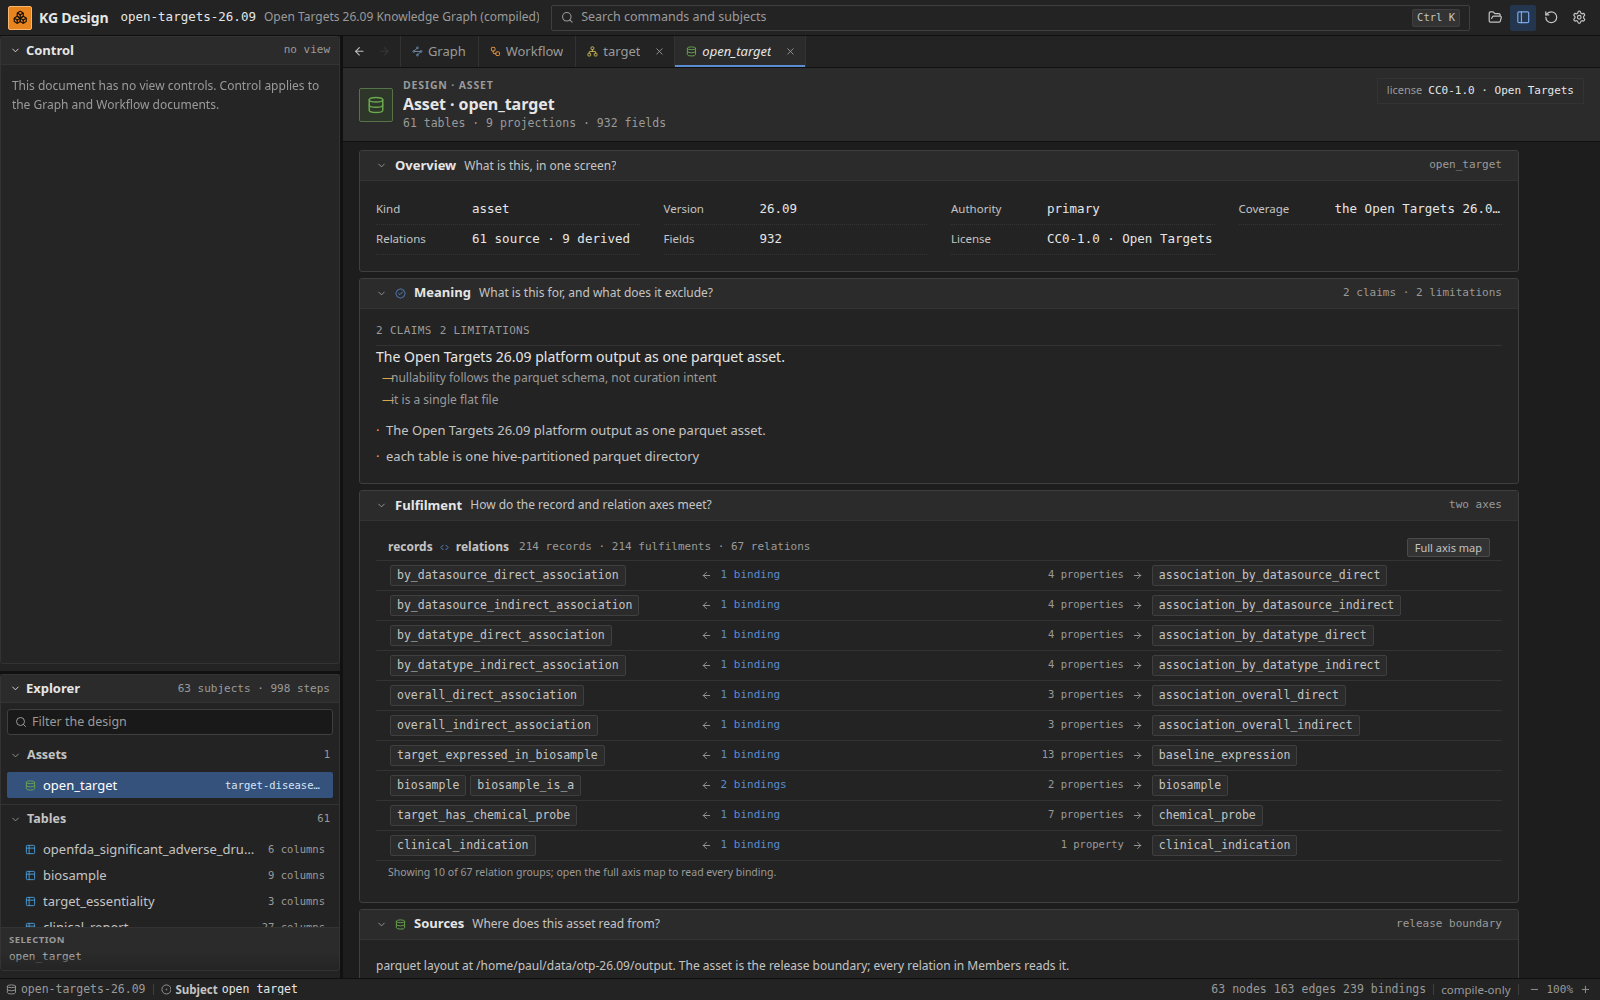 KG Design open-targets-26.09 Open Targets 26.09 Knowledge Graph (compiled) Search commands and subjects Ctrl K
Control no view
This document has no view controls. Control applies to
the Graph and Workflow documents.
Graph Workflow target open_target
DESIGN · ASSET
Asset · open_target
61 tables · 9 projections · 932 fields
license CC0-1.0 · Open Targets
Overview What is this, in one screen? open_target
Kind asset Version 26.09 Authority primary Coverage the Open Targets 26.0…
Relations 61 source · 9 derived Fields 932 License CC0-1.0 · Open Targets
Meaning What is this for, and what does it exclude? 2 claims · 2 limitations
2 CLAIMS 2 LIMITATIONS
The Open Targets 26.09 platform output as one parquet asset.
—nullability follows the parquet schema, not curation intent
—it is a single flat file
· The Open Targets 26.09 platform output as one parquet asset.
· each table is one hive-partitioned parquet directory
Fulfilment How do the record and relation axes meet? two axes
records <> relations 214 records · 214 fulfilments · 67 relations Full axis map
by_datasource_direct_association ← 1 binding 4 properties → association_by_datasource_direct
by_datasource_indirect_association ← 1 binding 4 properties → association_by_datasource_indirect
by_datatype_direct_association ← 1 binding 4 properties → association_by_datatype_direct
by_datatype_indirect_association ← 1 binding 4 properties → association_by_datatype_indirect
overall_direct_association ← 1 binding 3 properties → association_overall_direct
overall_indirect_association ← 1 binding 3 properties → association_overall_indirect
target_expressed_in_biosample ← 1 binding 13 properties → baseline_expression
biosample biosample_is_a ← 2 bindings 2 properties → biosample
target_has_chemical_probe ← 1 binding 7 properties → chemical_probe
clinical_indication ← 1 binding 1 property → clinical_indication
Showing 10 of 67 relation groups; open the full axis map to read every binding.
Sources Where does this asset read from? release boundary
parquet layout at /home/paul/data/otp-26.09/output. The asset is the release boundary; every relation in Members reads it.
Explorer 63 subjects · 998 steps
Filter the design
Assets 1
open_target target-disease…
Tables 61
openfda_significant_adverse_dru… 6 columns
biosample 9 columns
target_essentiality 3 columns
clinical_report 27 columns
SELECTION
open_target
open-targets-26.09 Subject open target 63 nodes 163 edges 239 bindings compile-only − 100% +